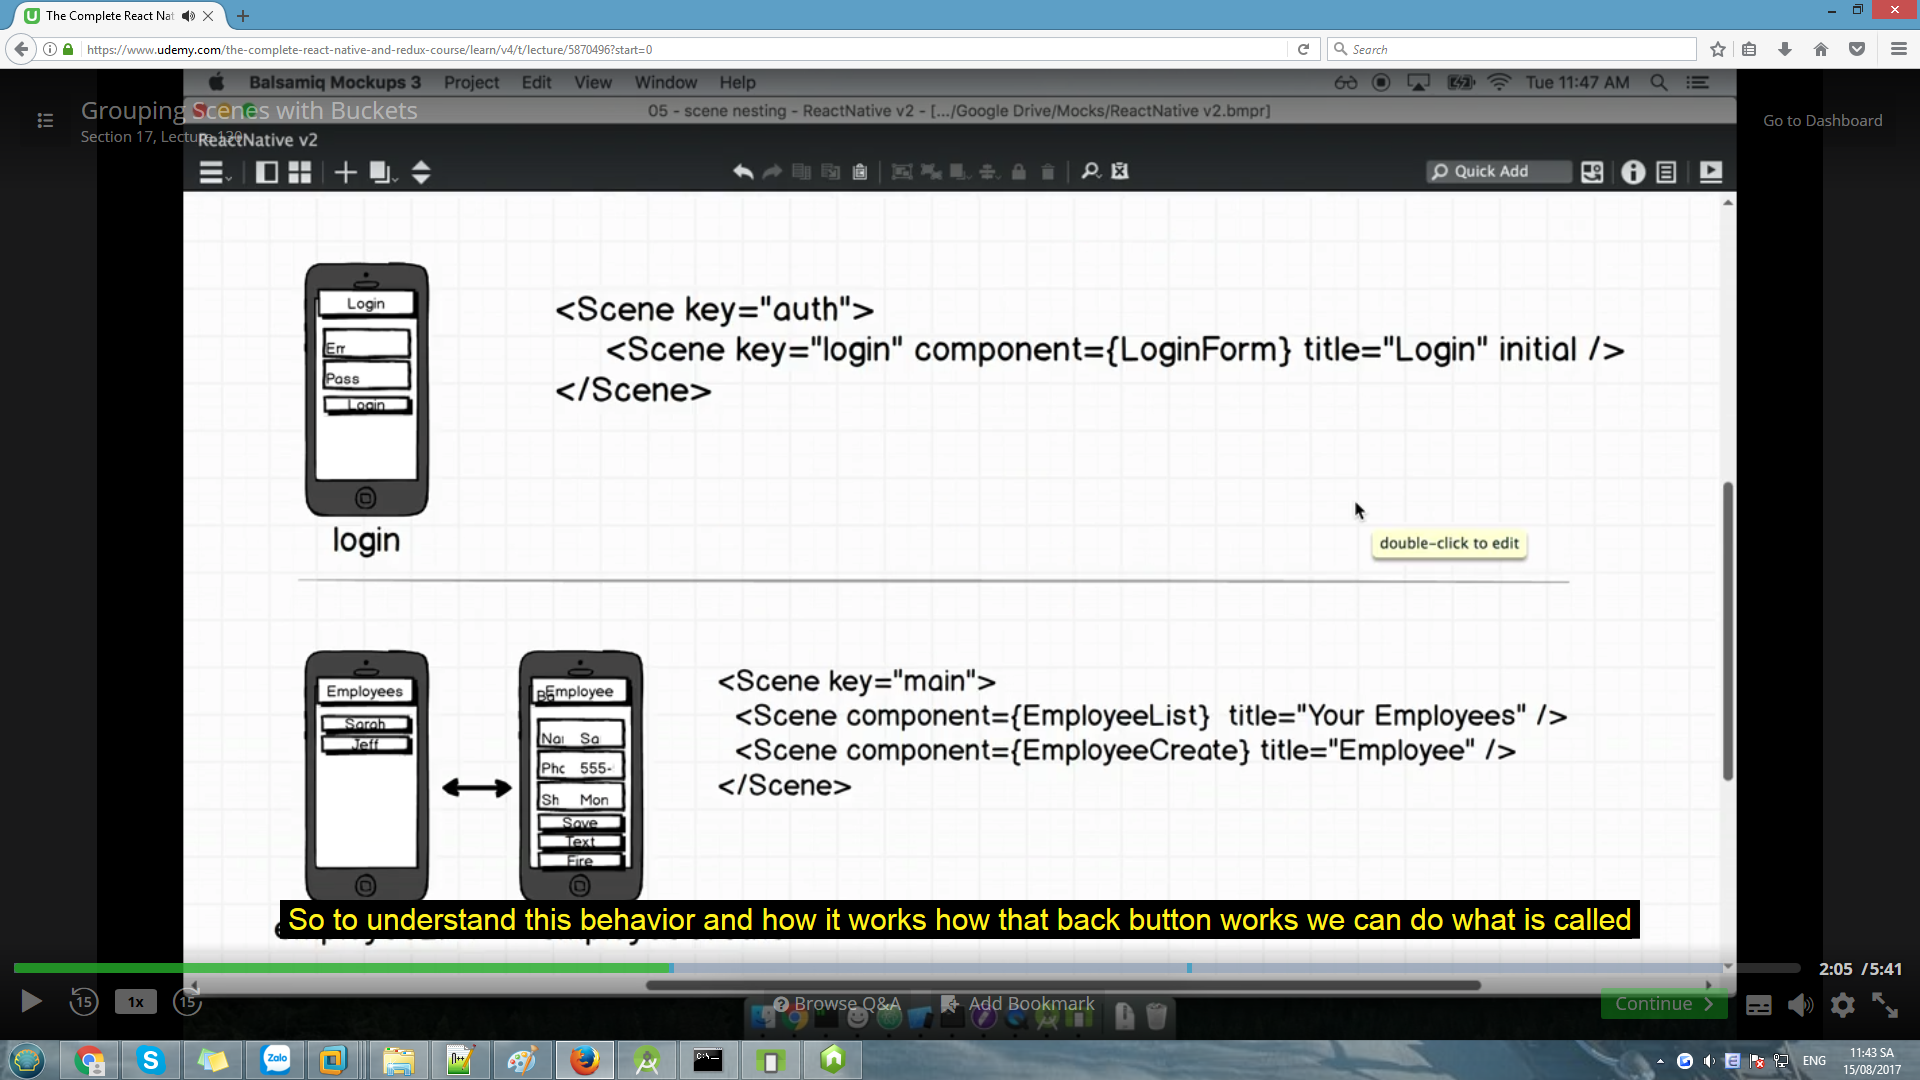 The Complete React Nat
https://www.udemy.com/the-complete-react-native-and-redux-course/learn/v4/t/lecture/5870496?start=0
Search
Balsamiq Mockups 3 Project Edit View Window Help
Tue 11:47 AM
Grouping Scenes with Buckets
05 - scene nesting - ReactNative v2 - [.../Google Drive/Mocks/ReactNative v2.bmpr]
Section 17, Lecture 130
Go to Dashboard
ReactNative v2
Quick Add
Login
Err
Pass
Login
login
<Scene key="auth">
<Scene key="login" component={LoginForm} title="Login" initial />
</Scene>
double-click to edit
Employees
Sarah
Jeff
Employee
Sa
Pho 555-
Sh Mon
Save
Text
Fire
<Scene key="main">
<Scene component={EmployeeList} title="Your Employees" />
<Scene component={EmployeeCreate} title="Employee" />
</Scene>
So to understand this behavior and how it works how that back button works we can do what is called
2:05 / 5:41
15
1x
15
Browse Q&A
Add Bookmark
Continue
Zalo
ENG
11:43 SA
15/08/2017